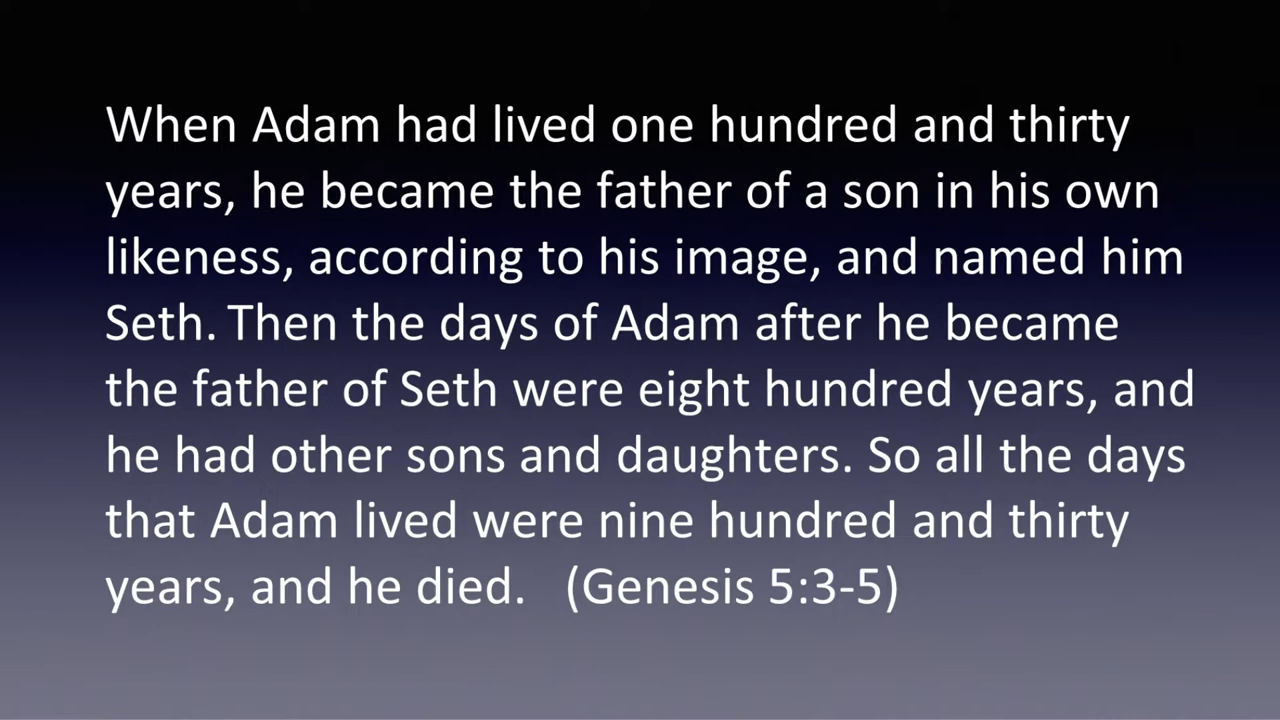 When Adam had lived one hundred and thirty
years, he became the father of a son in his own
likeness, according to his image, and named him
Seth. Then the days of Adam after he became
the father of Seth were eight hundred years, and
he had other sons and daughters. So all the days
that Adam lived were nine hundred and thirty
years, and he died.   (Genesis 5:3-5)